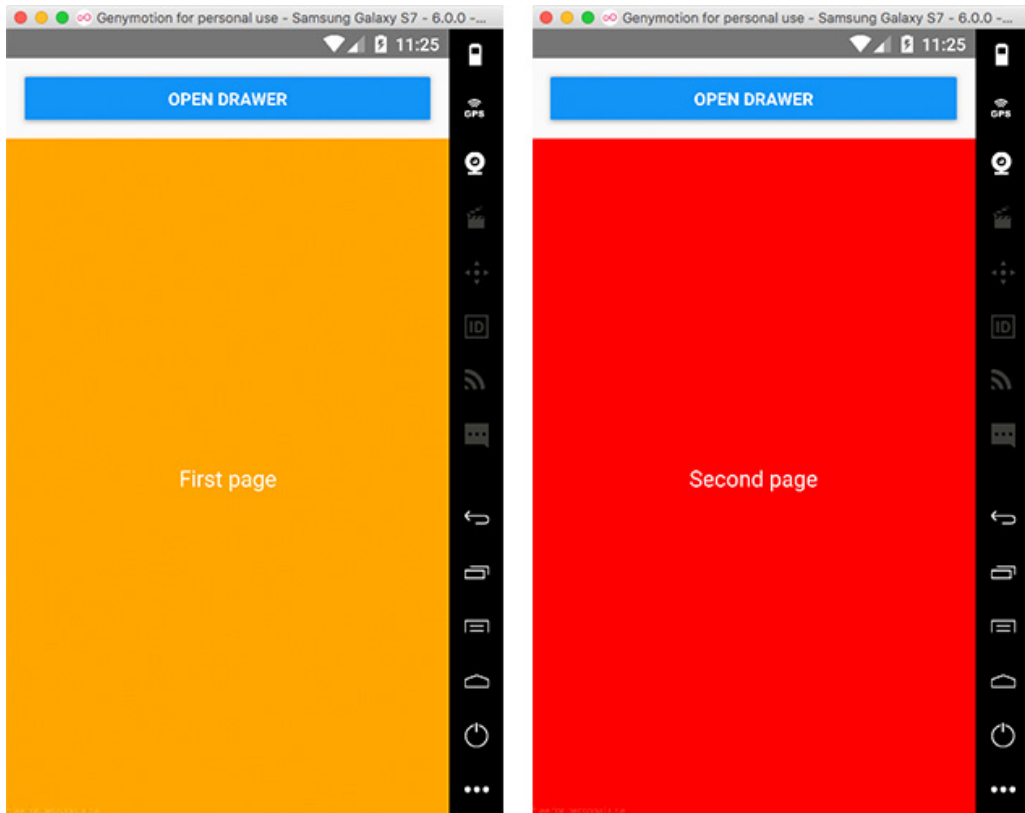 Genymotion for personal use - Samsung Galaxy S7 - 6.0.0 -...
11:25
OPEN DRAWER
GPS
ID
First page
Genymotion for personal use - Samsung Galaxy S7 - 6.0.0 -...
11:25
OPEN DRAWER
GPS
ID
Second page